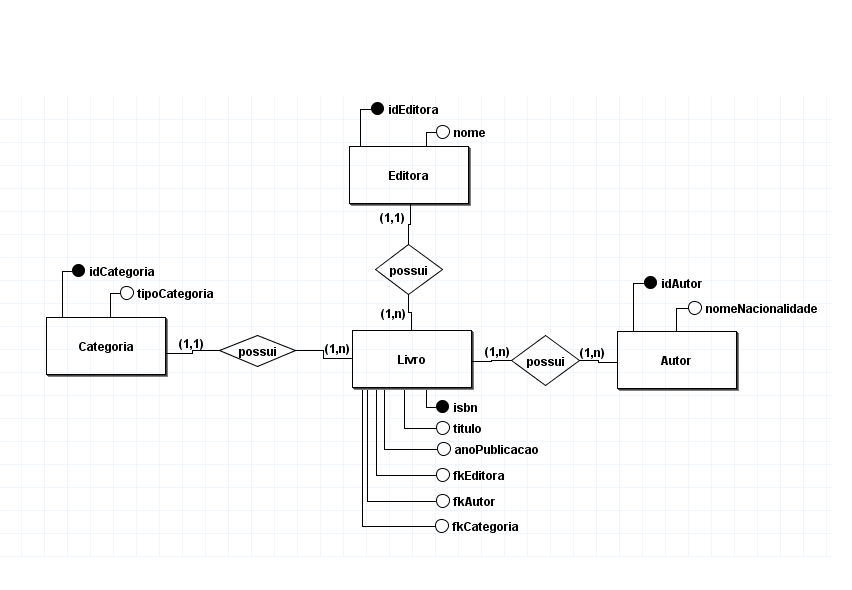 idEditora
nome
Editora
(1,1)
possui
(1,n)
idCategoria
tipoCategoria
Categoria
(1,1)
possui
(1,n)
Livro
(1,n)
possui
(1,n)
idAutor
nomeNacionalidade
Autor
isbn
titulo
anoPublicacao
fkEditora
fkAutor
fkCategoria